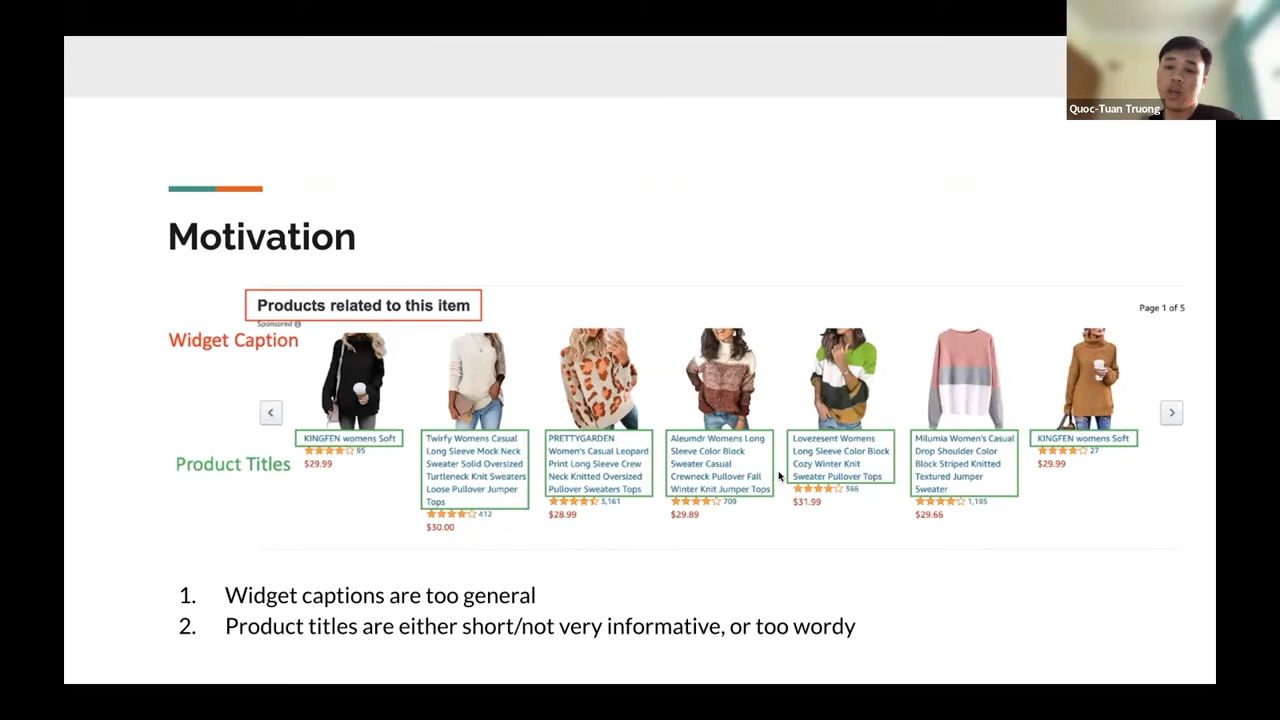 Quoc-Tuan Truong
Motivation
Products related to this item
Page 1 of 5
Sponsored
Widget Caption
Product Titles
KINGFEN womens Soft
95
$29.99
Twirfy Womens Casual
Long Sleeve Mock Neck
Sweater Solid Oversized
Turtleneck Knit Sweaters
Loose Pullover Jumper
Tops
412
$30.00
PRETTYGARDEN
Women's Casual Leopard
Print Long Sleeve Crew
Neck Knitted Oversized
Pullover Sweaters Tops
3,161
$28.99
Aleumdr Womens Long
Sleeve Color Block
Sweater Casual
Crewneck Pullover Fall
Winter Knit Jumper Tops
709
$29.89
Lovezesent Womens
Long Sleeve Color Block
Cozy Winter Knit
Sweater Pullover Tops
366
$31.99
Milumia Women's Casual
Drop Shoulder Color
Block Striped Knitted
Textured Jumper
Sweater
1,195
$29.66
KINGFEN womens Soft
27
$29.99
1. Widget captions are too general
2. Product titles are either short/not very informative, or too wordy